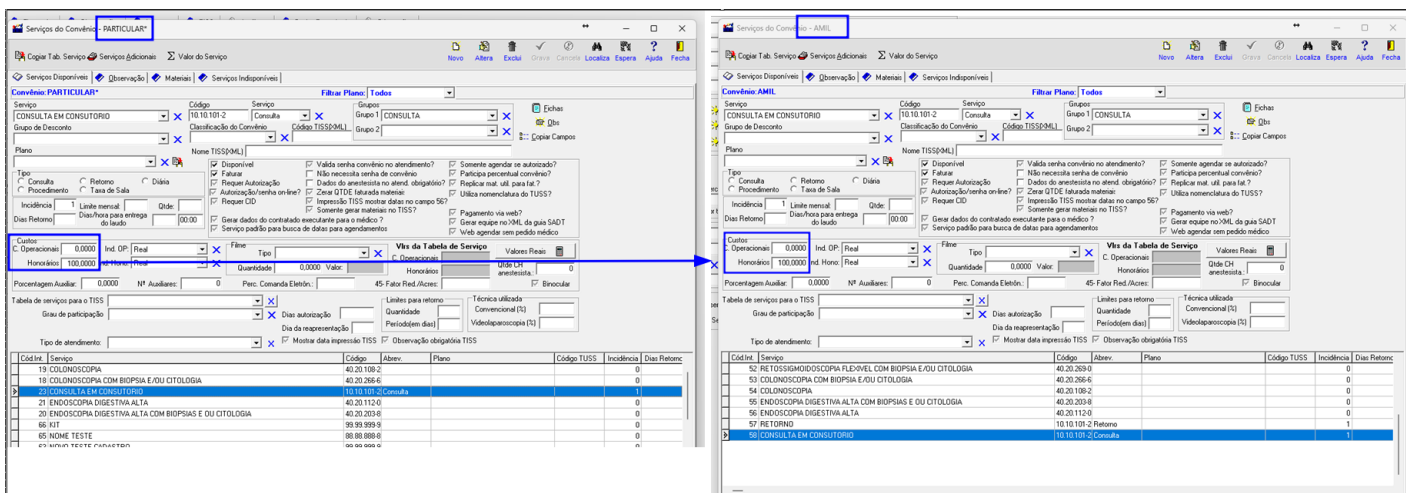 Serviços do Convênio - PARTICULAR*
Copiar Tab. Serviço Serviços Adicionais Σ Valor do Serviço
Novo Altera Exclui Grava Cancela Localiza Espera Ajuda Fecha
Serviços Disponíveis Observação Materiais Serviços Indisponíveis
Convênio: PARTICULAR* Filtrar Plano: Todos
Serviço Código Serviço Grupos
CONSULTA EM CONSUTORIO 10.10.101-2 Consulta Grupo 1 CONSULTA Fichas
Grupo de Desconto Classificação do Convênio Código TISS(XML) Grupo 2 Obs
Copiar Campos
Plano Nome TISS(XML)
Tipo
Consulta Retorno Diária
Procedimento Taxa de Sala
Disponível Valida senha convênio no atendimento? Somente agendar se autorizado?
Faturar Não necessita senha de convênio Participa percentual convênio?
Requer Autorização Dados do anestesista no atend. obrigatório? Replicar mat. util. para fat.?
Autorização/senha on-line? Zerar QTDE faturada materiais Utiliza nomenclatura do TUSS?
Requer CID Impressão TISS mostrar datas no campo 56?
Somente gerar materiais no TISS? Pagamento via web?
Incidência 1 Limite mensal: Qtde:
Dias Retorno Dias/hora para entrega do laudo 00:00
Gerar dados do contratado executante para o médico ? Gerar equipe no XML da guia SADT
Serviço padrão para busca de datas para agendamentos Web agendar sem pedido médico
Custos Filme Vlrs da Tabela de Serviço
C. Operacionais 0,0000 Ind. OP: Real Tipo C. Operacionais Valores Reais
Honorários 100,0000 Real Quantidade 0,0000 Valor: Honorários Qtde CH anestesista.: 0
Porcentagem Auxiliar: 0,0000 Nº Auxiliares: 0 Perc. Comanda Eletrôn.: 45- Fator Red./Acres: Binocular
Tabela de serviços para o TISS Limites para retorno Técnica utilizada
Grau de participação Dias autorização Quantidade Convencional (%)
Dia da reapresentação Período(em dias) Videolaparoscopia (%)
Tipo de atendimento: Mostrar data impressão TISS Observação obrigatória TISS
Cód.Int. Serviço Código Abrev. Plano Código TUSS Incidência Dias Retorno
19 COLONOSCOPIA 40.20.108-2 0
18 COLONOSCOPIA COM BIOPSIA E/OU CITOLOGIA 40.20.266-6 0
23 CONSULTA EM CONSUTORIO 10.10.101-2 Consulta 1
21 ENDOSCOPIA DIGESTIVA ALTA 40.20.112-0 0
20 ENDOSCOPIA DIGESTIVA ALTA COM BIOPSIAS E OU CITOLOGIA 40.20.203-8 0
66 KIT 99.99.999-9 0
65 NOME TESTE 88.88.888-8 0
63 NOVO TESTE CADASTRO 99.99.999-9 0
Serviços do Convênio - AMIL
Copiar Tab. Serviço Serviços Adicionais Σ Valor do Serviço
Novo Altera Exclui Grava Cancela Localiza Espera Ajuda Fecha
Serviços Disponíveis Observação Materiais Serviços Indisponíveis
Convênio: AMIL Filtrar Plano: Todos
Serviço Código Serviço Grupos
CONSULTA EM CONSUTORIO 10.10.101-2 Consulta Grupo 1 CONSULTA Fichas
Grupo de Desconto Classificação do Convênio Código TISS(XML) Grupo 2 Obs
Copiar Campos
Plano Nome TISS(XML)
Tipo
Consulta Retorno Diária
Procedimento Taxa de Sala
Disponível Valida senha convênio no atendimento? Somente agendar se autorizado?
Faturar Não necessita senha de convênio Participa percentual convênio?
Requer Autorização Dados do anestesista no atend. obrigatório? Replicar mat. util. para fat.?
Autorização/senha on-line? Zerar QTDE faturada materiais Utiliza nomenclatura do TUSS?
Requer CID Impressão TISS mostrar datas no campo 56?
Somente gerar materiais no TISS? Pagamento via web?
Incidência 1 Limite mensal: Qtde:
Dias Retorno Dias/hora para entrega do laudo 00:00
Gerar dados do contratado executante para o médico ? Gerar equipe no XML da guia SADT
Serviço padrão para busca de datas para agendamentos Web agendar sem pedido médico
Custos Filme Vlrs da Tabela de Serviço
C. Operacionais 0,0000 Ind. OP: Real Tipo C. Operacionais Valores Reais
Honorários 100,0000 Ind. Hono: Real Quantidade 0,0000 Valor: Honorários Qtde CH anestesista.: 0
Porcentagem Auxiliar: 0,0000 Nº Auxiliares: 0 Perc. Comanda Eletrôn.: 45- Fator Red./Acres: Binocular
Tabela de serviços para o TISS Limites para retorno Técnica utilizada
Grau de participação Dias autorização Quantidade Convencional (%)
Dia da reapresentação Período(em dias) Videolaparoscopia (%)
Tipo de atendimento: Mostrar data impressão TISS Observação obrigatória TISS
Cód.Int. Serviço Código Abrev. Plano Código TUSS Incidência Dias Retorno
52 RETOSSIGMOIDOSCOPIA FLEXIVEL COM BIOPSIA E/OU CITOLOGIA 40.20.269-0 0
53 COLONOSCOPIA COM BIOPSIA E/OU CITOLOGIA 40.20.266-6 0
54 COLONOSCOPIA 40.20.108-2 0
55 ENDOSCOPIA DIGESTIVA ALTA COM BIOPSIAS E OU CITOLOGIA 40.20.203-8 0
56 ENDOSCOPIA DIGESTIVA ALTA 40.20.112-0 0
57 RETORNO 10.10.101-2 Retorno 1
58 CONSULTA EM CONSUTORIO 10.10.101-2 Consulta 1